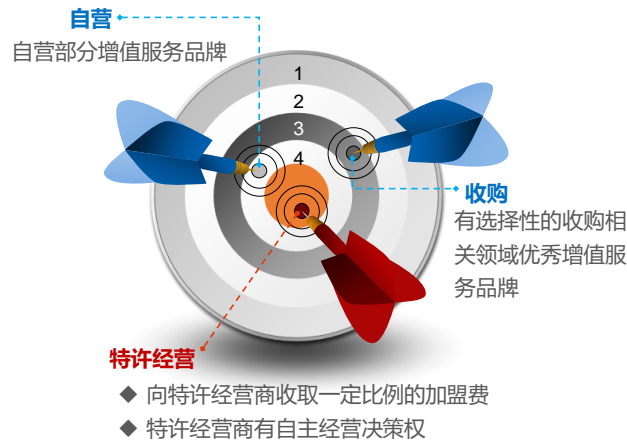 自营
自营部分增值服务品牌
1
2
3
4
收购
有选择性的收购相
关领域优秀增值服
务品牌
特许经营
◆ 向特许经营商收取一定比例的加盟费
◆ 特许经营商有自主经营决策权